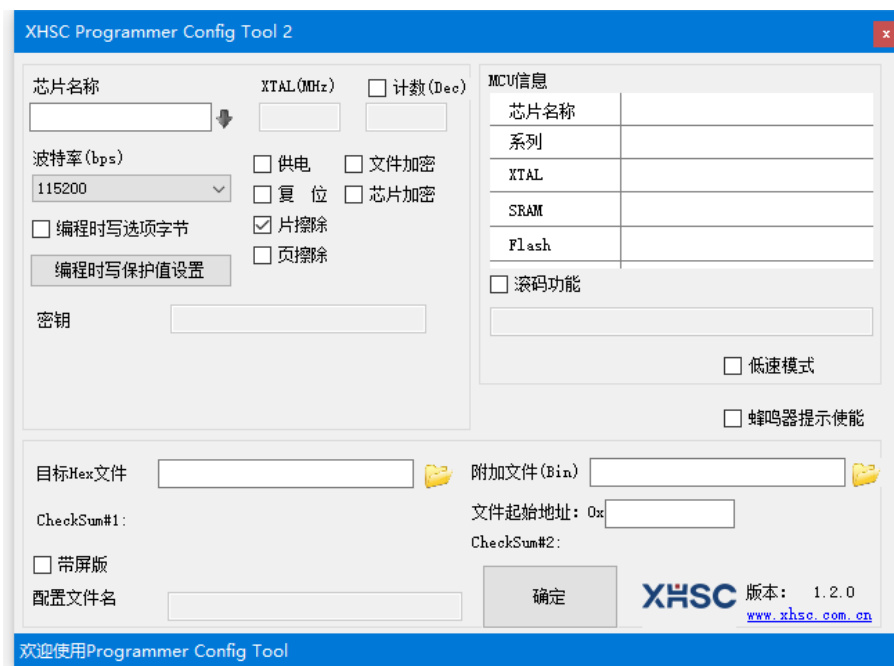 XHSC Programmer Config Tool 2
x
芯片名称
XTAL(MHz)
计数(Dec)
波特率(bps)
115200
供电
文件加密
复 位
芯片加密
片擦除
页擦除
编程时写选项字节
编程时写保护值设置
密钥
MCU信息
芯片名称
系列
XTAL
SRAM
Flash
滚码功能
低速模式
蜂鸣器提示使能
目标Hex文件
CheckSum#1:
带屏版
配置文件名
附加文件(Bin)
文件起始地址: 0x
CheckSum#2:
确定
XHSC
版本: 1.2.0
www.xhsc.com.cn
欢迎使用Programmer Config Tool